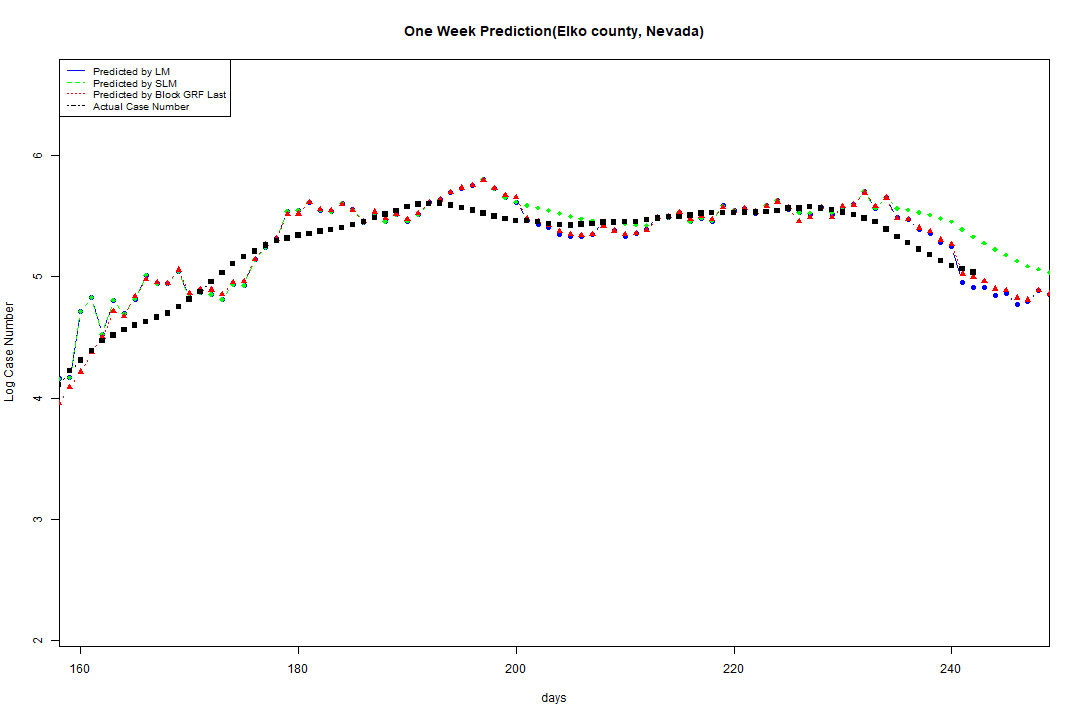 One Week Prediction(Elko county, Nevada)
Predicted by LM
Predicted by SLM
Predicted by Block GRF Last
Actual Case Number
Log Case Number
6
5
4
3
2
160 180 200 220 240
days